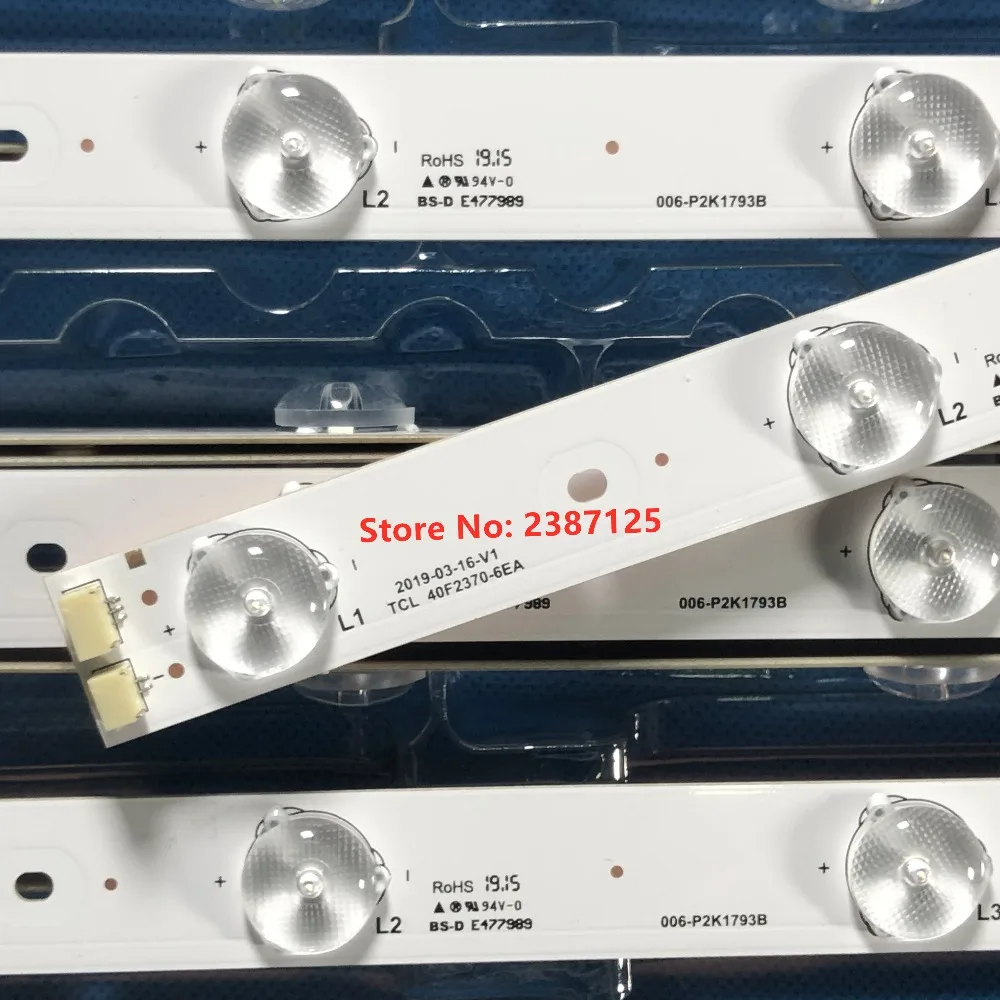 +
RoHS 19.15
94V-0
L2 BS-D E477989
006-P2K1793B
+
+
L2
Store No: 2387125
2019-03-16-V1
TCL 40F2370-6EA
+ L1
-
+
006-P2K1793B
+
RoHS 19.15
94V-0
L2 BS-D E477989
006-P2K1793B
+
L3